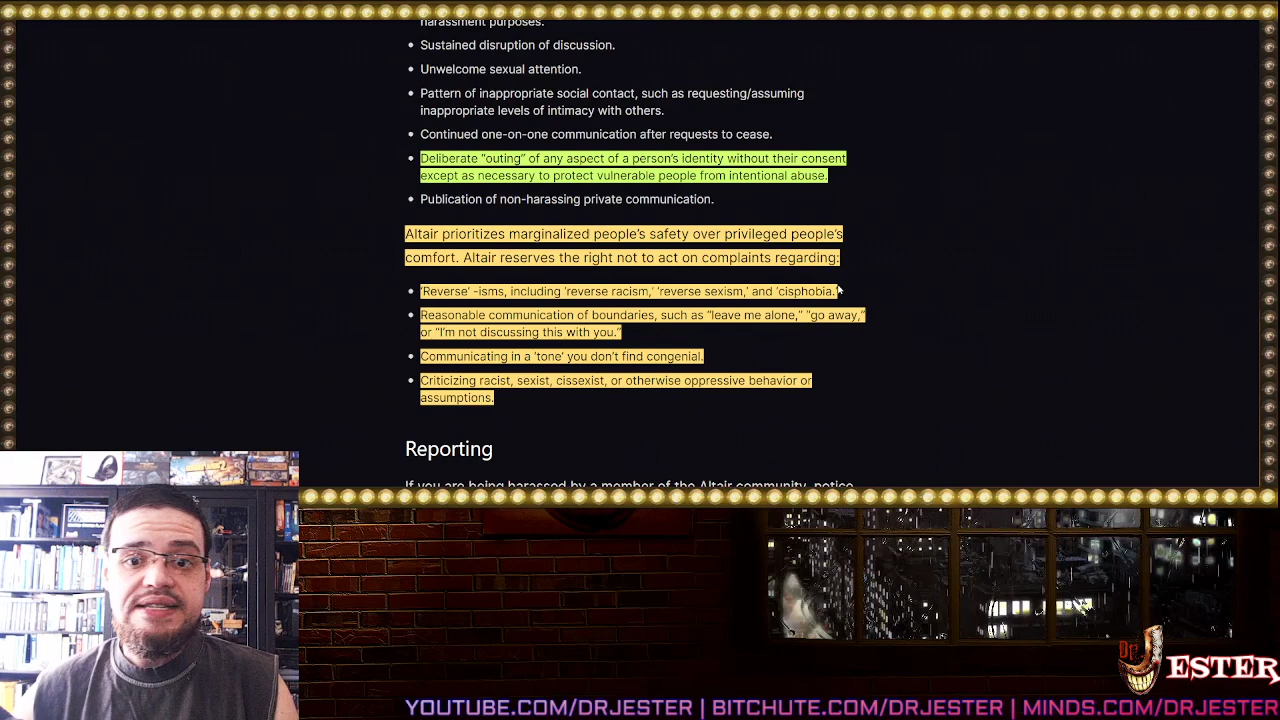 harassment purposes.
Sustained disruption of discussion.
Unwelcome sexual attention.
Pattern of inappropriate social contact, such as requesting/assuming
inappropriate levels of intimacy with others.
Continued one-on-one communication after requests to cease.
Deliberate “outing” of any aspect of a person’s identity without their consent
except as necessary to protect vulnerable people from intentional abuse.
Publication of non-harassing private communication.
Altair prioritizes marginalized people’s safety over privileged people’s
comfort. Altair reserves the right not to act on complaints regarding:
‘Reverse’ -isms, including ‘reverse racism,’ ‘reverse sexism,’ and ‘cisphobia.’
Reasonable communication of boundaries, such as “leave me alone,” “go away,”
or “I’m not discussing this with you.”
Communicating in a ‘tone’ you don’t find congenial.
Criticizing racist, sexist, cissexist, or otherwise oppressive behavior or
assumptions.
Reporting
If you are being harassed by a member of the Altair community, notice
Dr. JESTER
YOUTUBE.COM/DRJESTER | BITCHUTE.COM/DRJESTER | MINDS.COM/DRJESTER